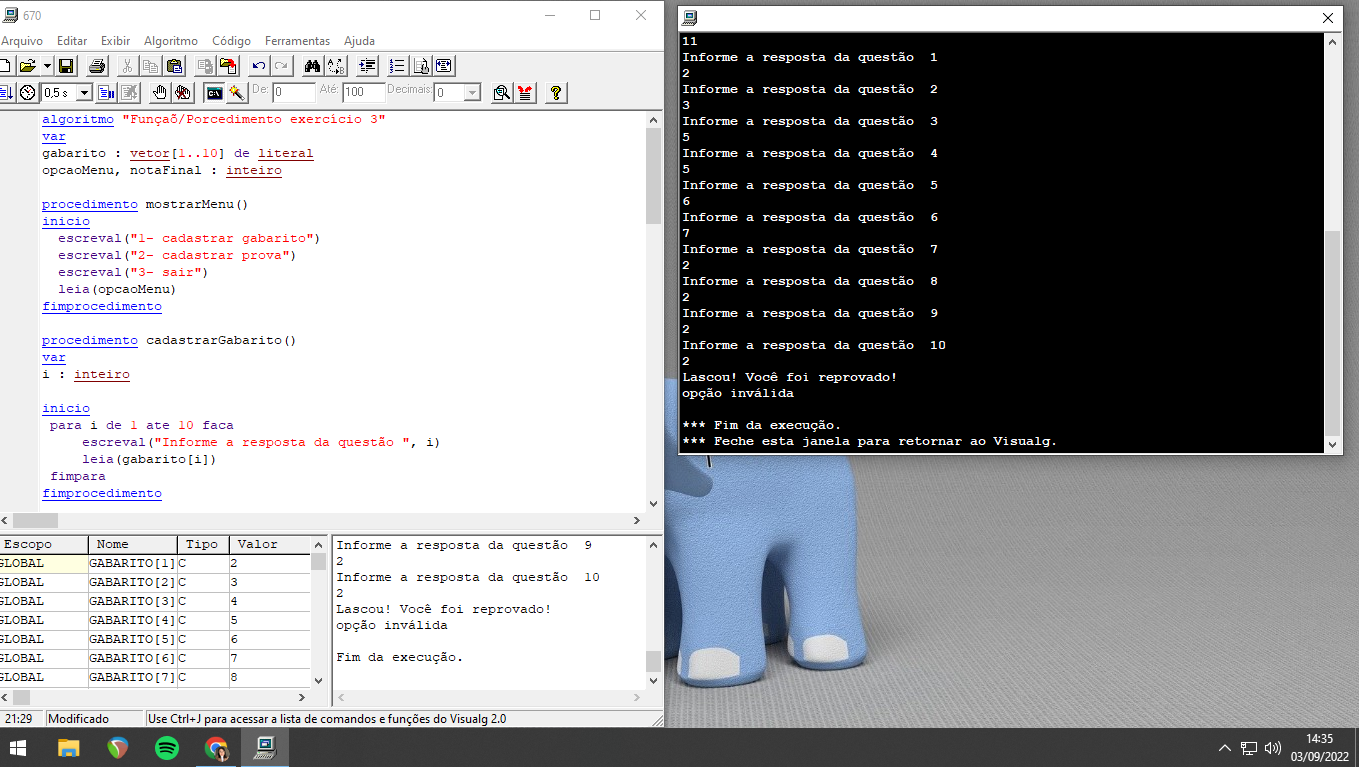 670
Arquivo Editar Exibir Algoritmo Código Ferramentas Ajuda
0,5 s De: 0 Até: 100 Decimais: 0
algoritmo "Funçaõ/Porcedimento exercício 3"
var
gabarito : vetor[1..10] de literal
opcaoMenu, notaFinal : inteiro
procedimento mostrarMenu()
inicio
escreval("1- cadastrar gabarito")
escreval("2- cadastrar prova")
escreval("3- sair")
leia(opcaoMenu)
fimprocedimento
procedimento cadastrarGabarito()
var
i : inteiro
inicio
para i de 1 ate 10 faca
escreval("Informe a resposta da questão ", i)
leia(gabarito[i])
fimpara
fimprocedimento
Escopo Nome Tipo Valor
GLOBAL GABARITO[1] C 2
GLOBAL GABARITO[2] C 3
GLOBAL GABARITO[3] C 4
GLOBAL GABARITO[4] C 5
GLOBAL GABARITO[5] C 6
GLOBAL GABARITO[6] C 7
GLOBAL GABARITO[7] C 8
Informe a resposta da questão 9
2
Informe a resposta da questão 10
2
Lascou! Você foi reprovado!
opção inválida
Fim da execução.
21:29 Modificado Use Ctrl+J para acessar a lista de comandos e funções do Visualg 2.0
11
Informe a resposta da questão 1
2
Informe a resposta da questão 2
3
Informe a resposta da questão 3
5
Informe a resposta da questão 4
5
Informe a resposta da questão 5
6
Informe a resposta da questão 6
7
Informe a resposta da questão 7
2
Informe a resposta da questão 8
2
Informe a resposta da questão 9
2
Informe a resposta da questão 10
2
Lascou! Você foi reprovado!
opção inválida
*** Fim da execução.
*** Feche esta janela para retornar ao Visualg.
14:35
03/09/2022